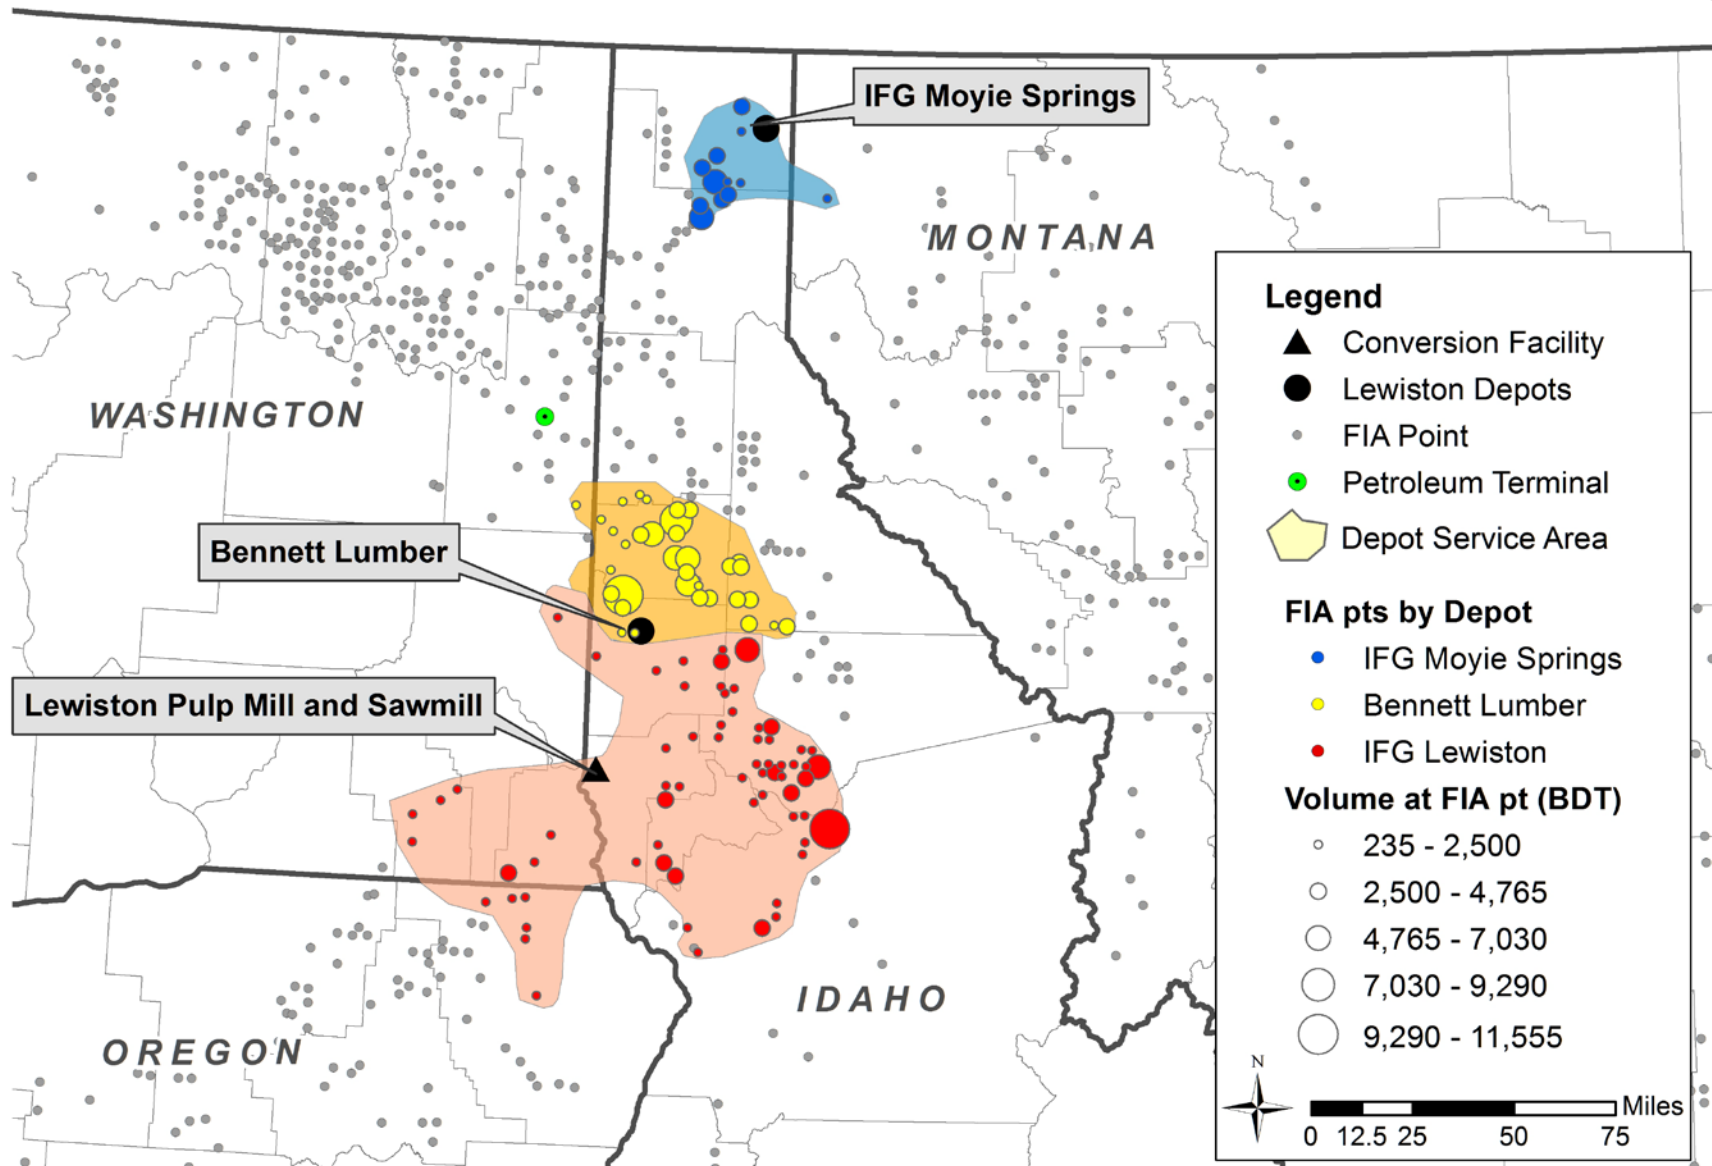 IFG Moyie Springs
MONTANA
WASHINGTON
Bennett Lumber
Lewiston Pulp Mill and Sawmill
IDAHO
OREGON
Legend
Conversion Facility
Lewiston Depots
FIA Point
Petroleum Terminal
Depot Service Area
FIA pts by Depot
IFG Moyie Springs
Bennett Lumber
IFG Lewiston
Volume at FIA pt (BDT)
235 - 2,500
2,500 - 4,765
4,765 - 7,030
7,030 - 9,290
9,290 - 11,555
N
Miles
0 12.5 25 50 75